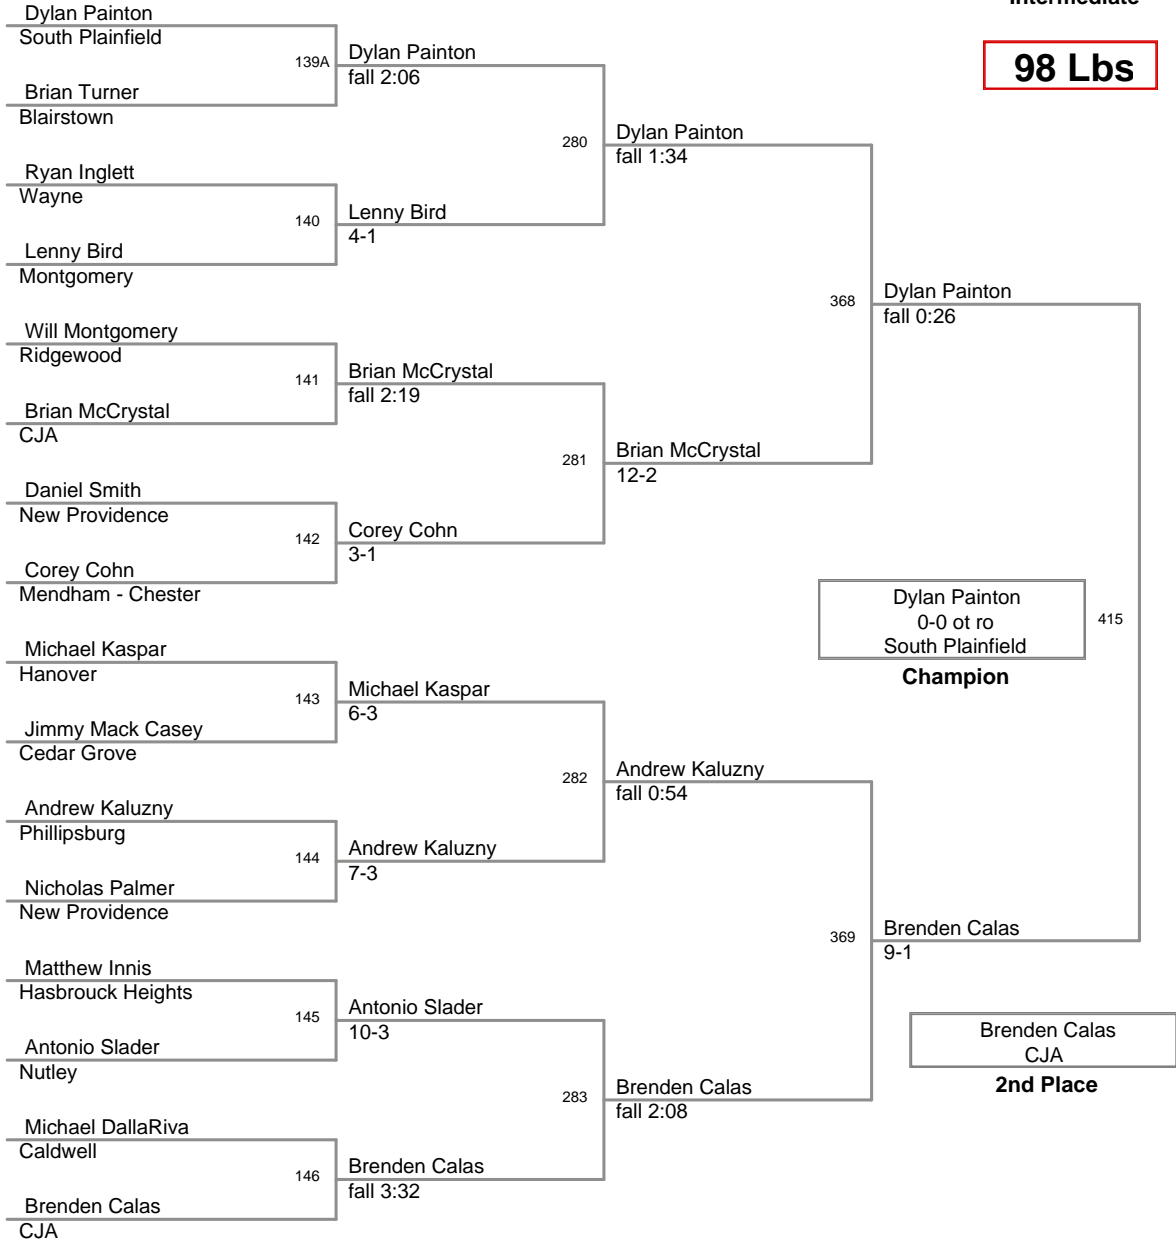 Intermediate
98 Lbs
Dylan Painton
South Plainfield
139A
Dylan Painton
fall 2:06
Brian Turner
Blairstown
280
Dylan Painton
fall 1:34
Ryan Inglett
Wayne
140
Lenny Bird
4-1
Lenny Bird
Montgomery
368
Dylan Painton
fall 0:26
Will Montgomery
Ridgewood
141
Brian McCrystal
fall 2:19
Brian McCrystal
CJA
281
Brian McCrystal
12-2
Daniel Smith
New Providence
142
Corey Cohn
3-1
Corey Cohn
Mendham - Chester
Dylan Painton
0-0 ot ro
South Plainfield
415
Champion
Michael Kaspar
Hanover
143
Michael Kaspar
6-3
Jimmy Mack Casey
Cedar Grove
282
Andrew Kaluzny
fall 0:54
Andrew Kaluzny
Phillipsburg
144
Andrew Kaluzny
7-3
Nicholas Palmer
New Providence
369
Brenden Calas
9-1
Matthew Innis
Hasbrouck Heights
145
Antonio Slader
10-3
Antonio Slader
Nutley
Brenden Calas
CJA
2nd Place
283
Brenden Calas
fall 2:08
Michael DallaRiva
Caldwell
146
Brenden Calas
fall 3:32
Brenden Calas
CJA